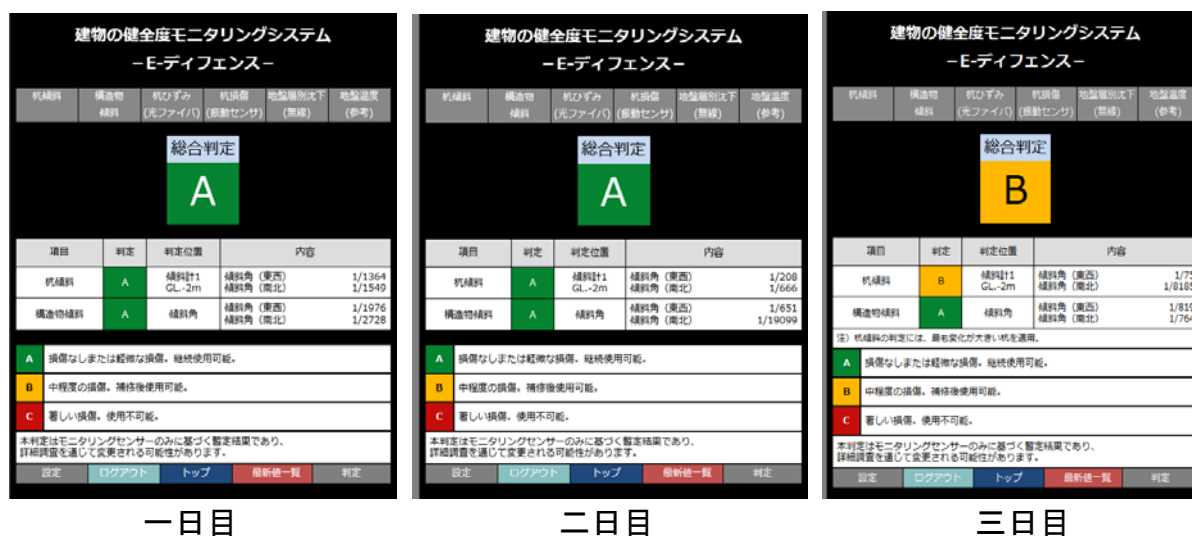 建物の健全度モニタリングシステム
－E-ディフェンス－
杭傾斜 構造物傾斜 杭ひずみ(光ファイバ) 杭損傷(振動センサ) 地盤層別沈下(無線) 地盤温度(参考)
総合判定
A
項目 判定 判定位置 内容
杭傾斜 A 傾斜計1 GL.-2m 傾斜角（東西） 1/1364
傾斜角（南北） 1/1549
構造物傾斜 A 傾斜角 傾斜角（東西） 1/1976
傾斜角（南北） 1/2728
A 損傷なしまたは軽微な損傷。継続使用可能。
B 中程度の損傷。補修後使用可能。
C 著しい損傷。使用不可能。
本判定はモニタリングセンサーのみに基づく暫定結果であり、
詳細調査を通じて変更される可能性があります。
設定 ログアウト トップ 最新値一覧 判定
一日目
建物の健全度モニタリングシステム
－E-ディフェンス－
杭傾斜 構造物傾斜 杭ひずみ(光ファイバ) 杭損傷(振動センサ) 地盤層別沈下(無線) 地盤温度(参考)
総合判定
A
項目 判定 判定位置 内容
杭傾斜 A 傾斜計1 GL.-2m 傾斜角（東西） 1/208
傾斜角（南北） 1/666
構造物傾斜 A 傾斜角 傾斜角（東西） 1/651
傾斜角（南北） 1/19099
A 損傷なしまたは軽微な損傷。継続使用可能。
B 中程度の損傷。補修後使用可能。
C 著しい損傷。使用不可能。
本判定はモニタリングセンサーのみに基づく暫定結果であり、
詳細調査を通じて変更される可能性があります。
設定 ログアウト トップ 最新値一覧 判定
二日目
建物の健全度モニタリングシステム
－E-ディフェンス－
杭傾斜 構造物傾斜 杭ひずみ(光ファイバ) 杭損傷(振動センサ) 地盤層別沈下(無線) 地盤温度(参考)
総合判定
B
項目 判定 判定位置 内容
杭傾斜 B 傾斜計1 GL.-2m 傾斜角（東西） 1/75
傾斜角（南北） 1/8185
構造物傾斜 A 傾斜角 傾斜角（東西） 1/819
傾斜角（南北） 1/764
注）杭傾斜の判定には、最も変化が大きい杭を適用。
A 損傷なしまたは軽微な損傷。継続使用可能。
B 中程度の損傷。補修後使用可能。
C 著しい損傷。使用不可能。
本判定はモニタリングセンサーのみに基づく暫定結果であり、
詳細調査を通じて変更される可能性があります。
設定 ログアウト トップ 最新値一覧 判定
三日目